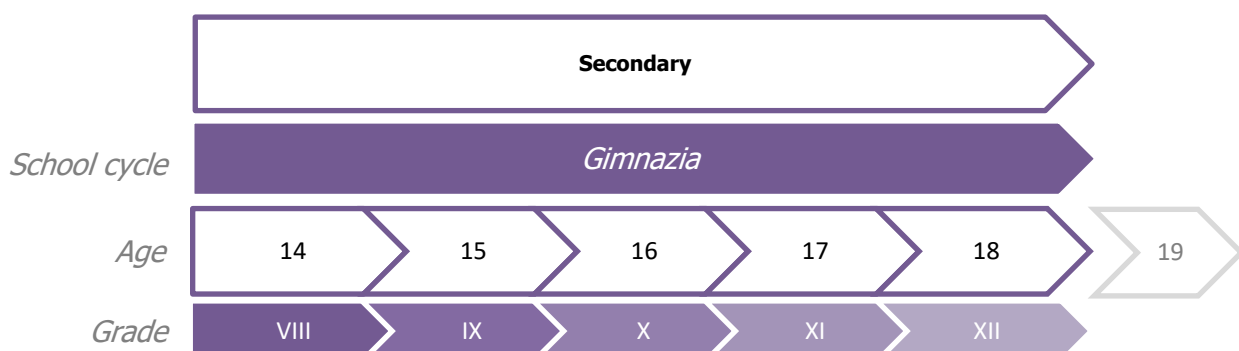 Secondary
School cycle Gimnazia
Age 14 15 16 17 18 19
Grade VIII IX X XI XII